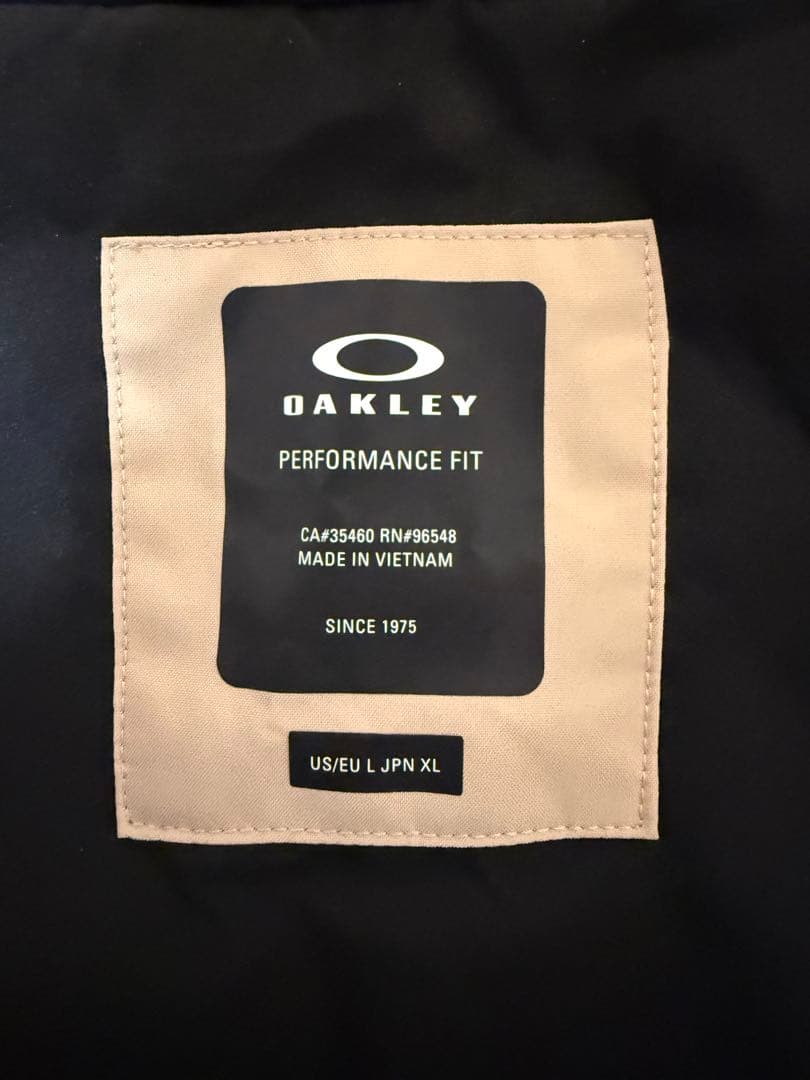 OAKLEY
PERFORMANCE FIT
CA#35460 RN#96548
MADE IN VIETNAM
SINCE 1975
US/EU L JPN XL